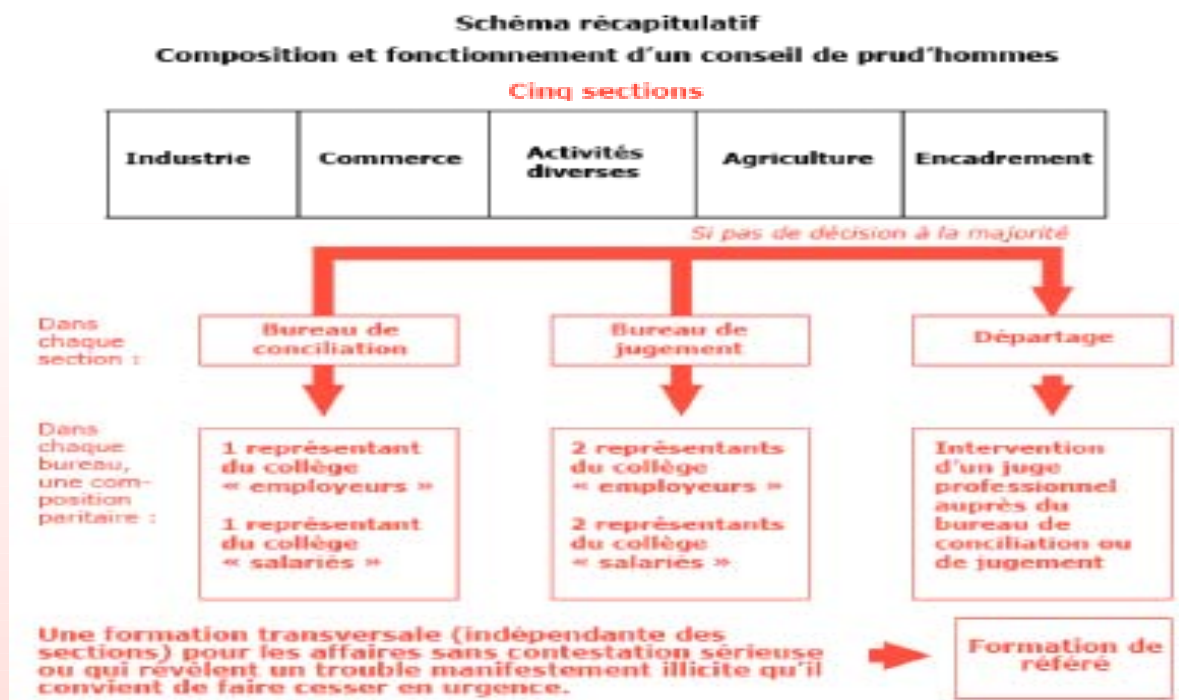 Schéma récapitulatif
Composition et fonctionnement d'un conseil de prud'hommes
Cinq sections
Industrie
Commerce
Activités
diverses
Agriculture
Encadrement
Si pas de décision à la majorité
Dans
chaque
section :
Bureau de
conciliation
Bureau de
jugement
Départage
Dans
chaque
bureau,
une com-
position
paritaire :
1 représentant
du collège
« employeurs »
1 représentant
du collège
« salariés »
2 représentants
du collège
« employeurs »
2 représentants
du collège
« salariés »
Intervention
d'un juge
professionnel
auprès du
bureau de
conciliation ou
de jugement
Une formation transversale (indépendante des
sections) pour les affaires sans contestation sérieuse
ou qui révèlent un trouble manifestement illicite qu'il
convient de faire cesser en urgence.
Formation de
référé